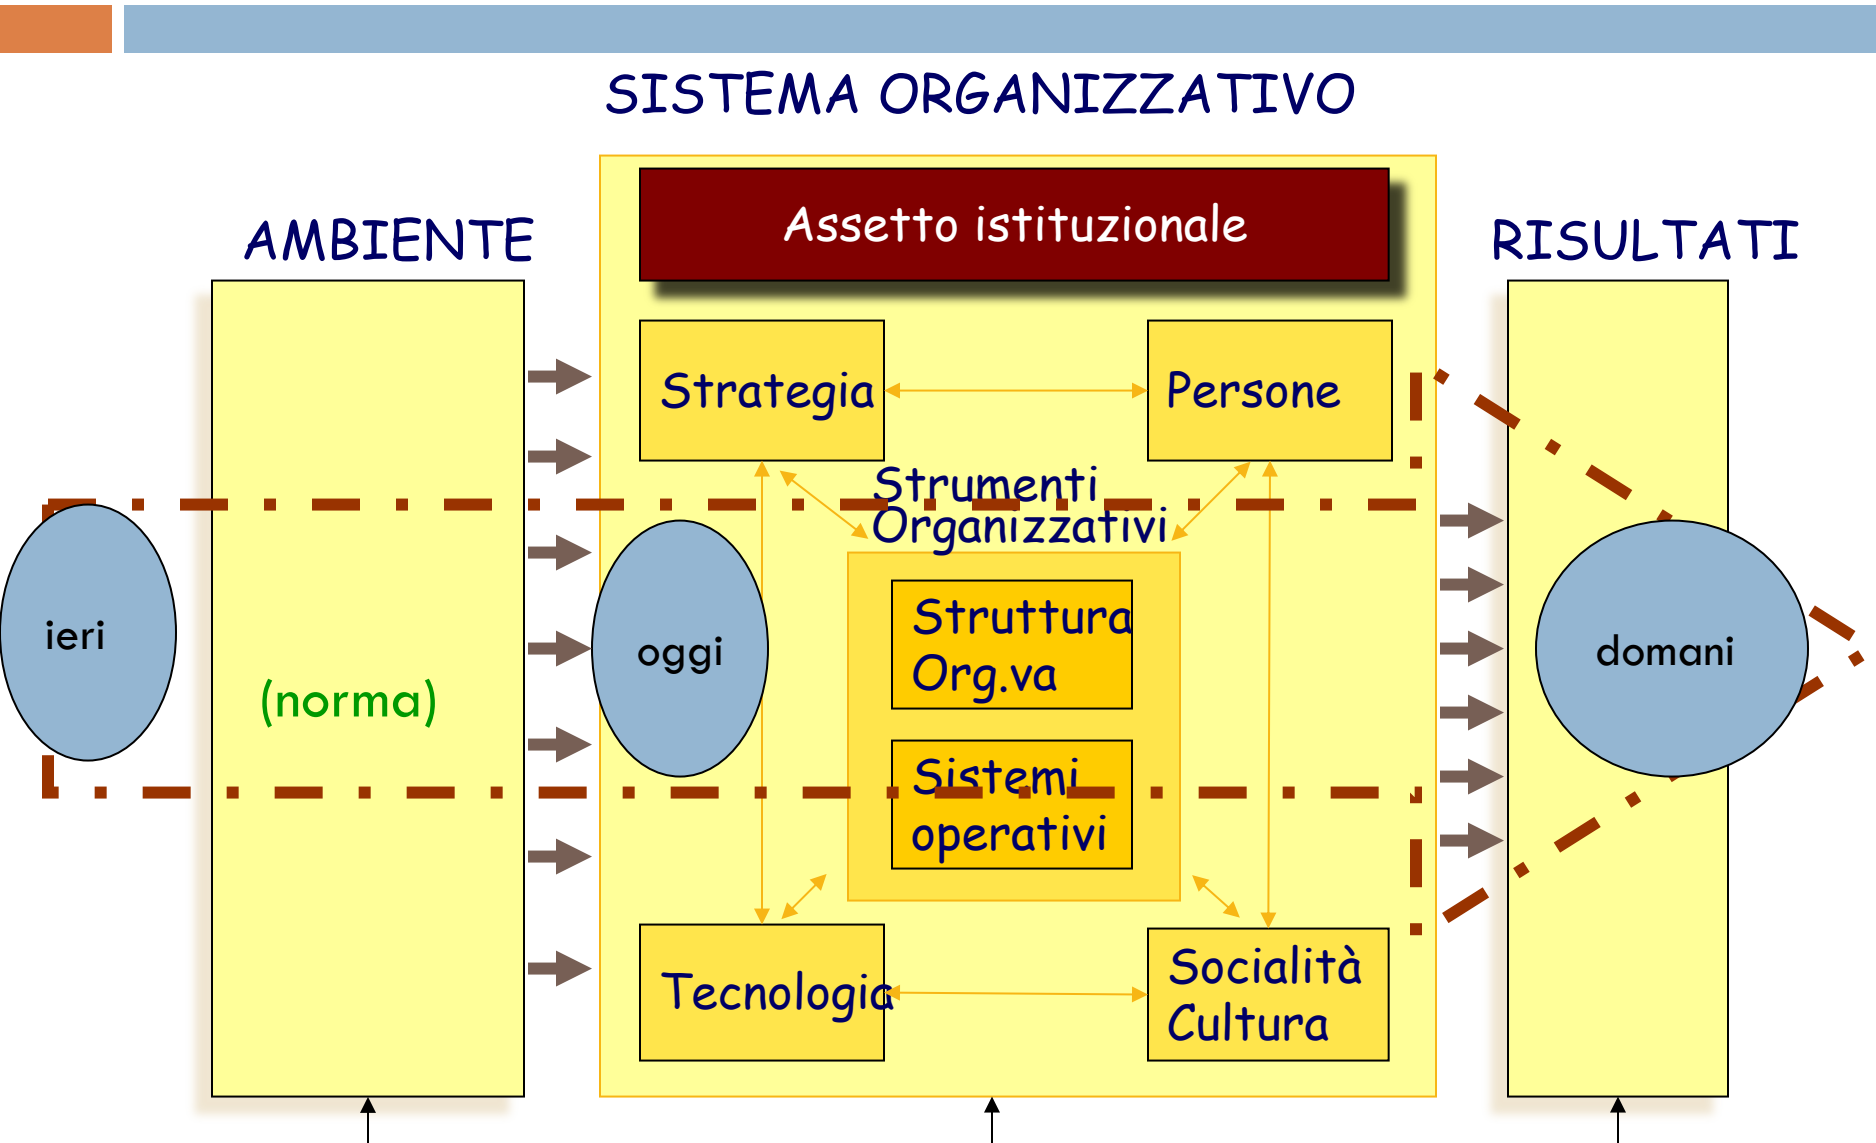 SISTEMA ORGANIZZATIVO
AMBIENTE
Assetto istituzionale
RISULTATI
Strategia
Persone
Strumenti
Organizzativi
ieri
(norma)
oggi
Struttura
Org.va
domani
Sistemi
operativi
Tecnologia
Socialità
Cultura